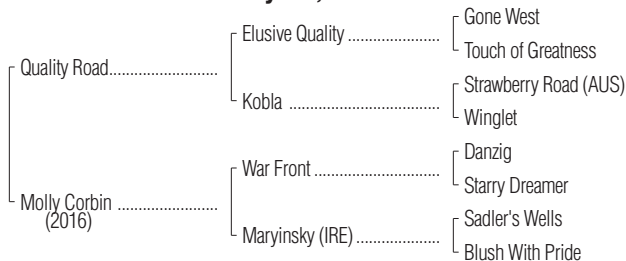 Gone West
Elusive Quality ....................
Touch of Greatness
Quality Road........................
Strawberry Road (AUS)
Kobla .................................
Winglet
Danzig
War Front ...........................
Starry Dreamer
Molly Corbin ......................
(2016)
Sadler's Wells
Maryinsky (IRE) ..................
Blush With Pride